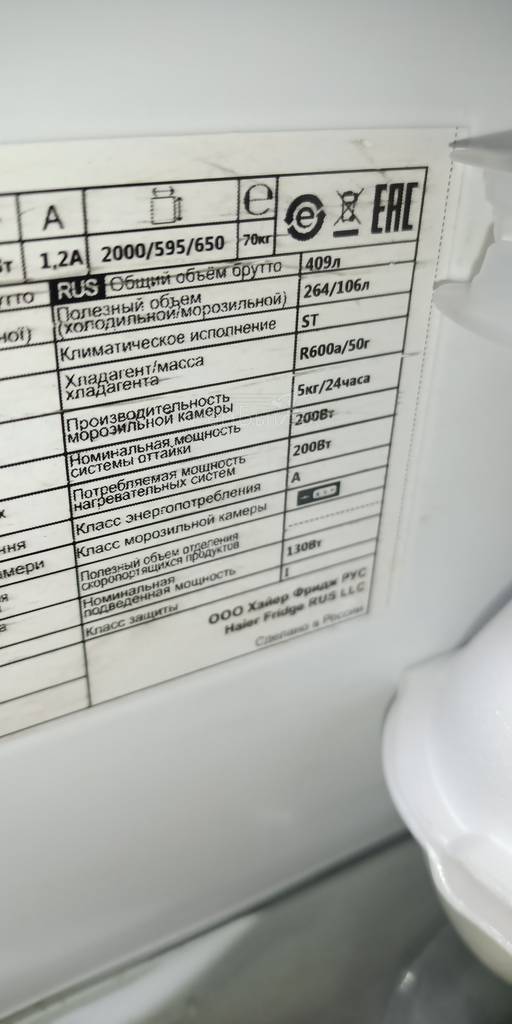 A
e
e
EAC
1,2А
2000/595/650
70кг
RUS Общий объём брутто
409л
Полезный объем
(холодильной/морозильной)
264/106л
Климатическое исполнение
ST
Хладагент/масса
хладагента
R600a/50г
Производительность
морозильной камеры
5кг/24часа
Номинальная мощность
системы оттайки
200Вт
Потребляемая мощность
нагревательных систем
200Вт
Класс энергопотребления
A
Класс морозильной камеры
Полезный объем отделения
скоропортящихся продуктов
Номинальная
подведенная мощность
130Вт
Класс защиты
I
ООО Хайер Фридж РУС
Haier Fridge RUS LLC
Сделано в России